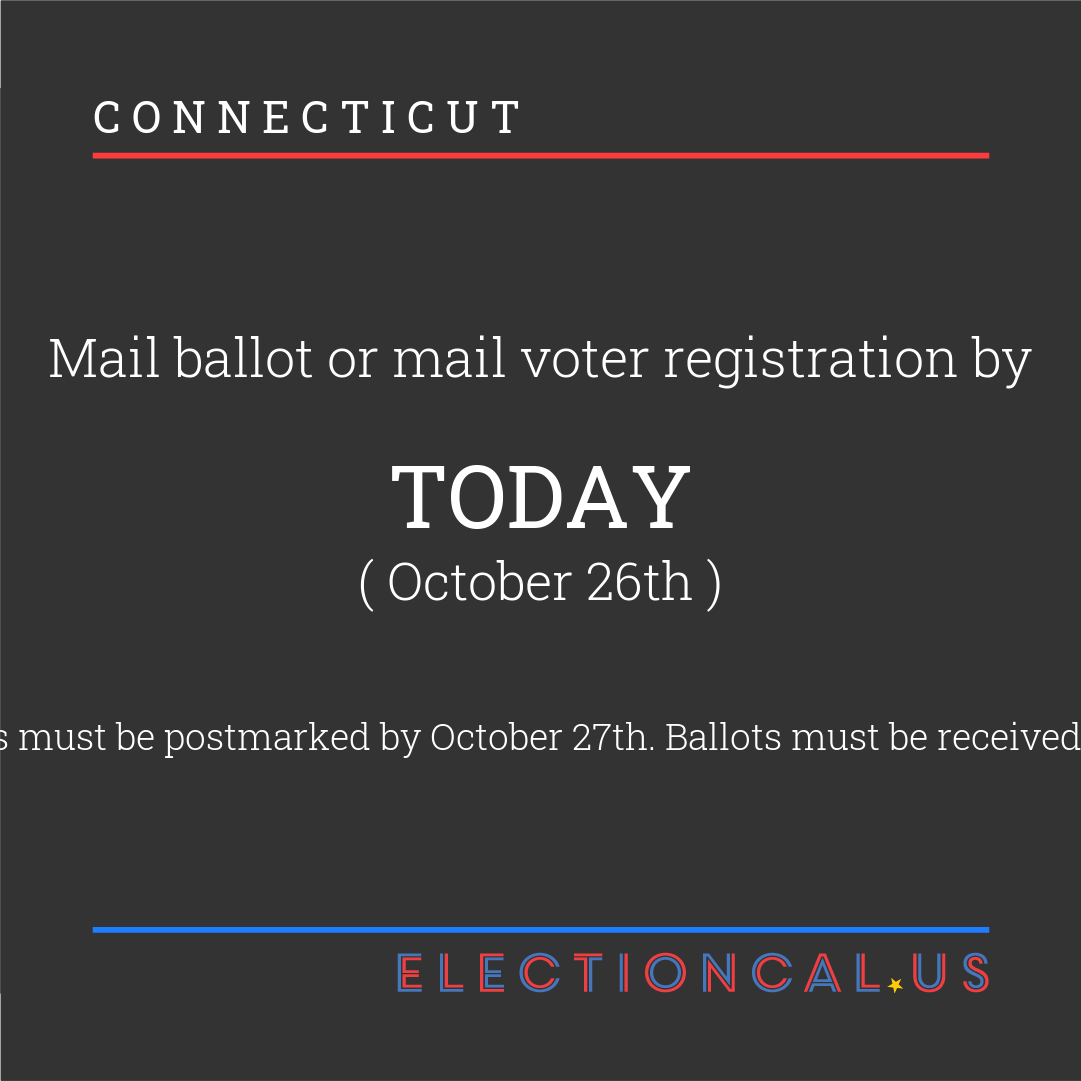 CONNECTICUT
Mail ballot or mail voter registration by
TODAY
( October 26th )
s must be postmarked by October 27th. Ballots must be received
ELECTIONCAL.US